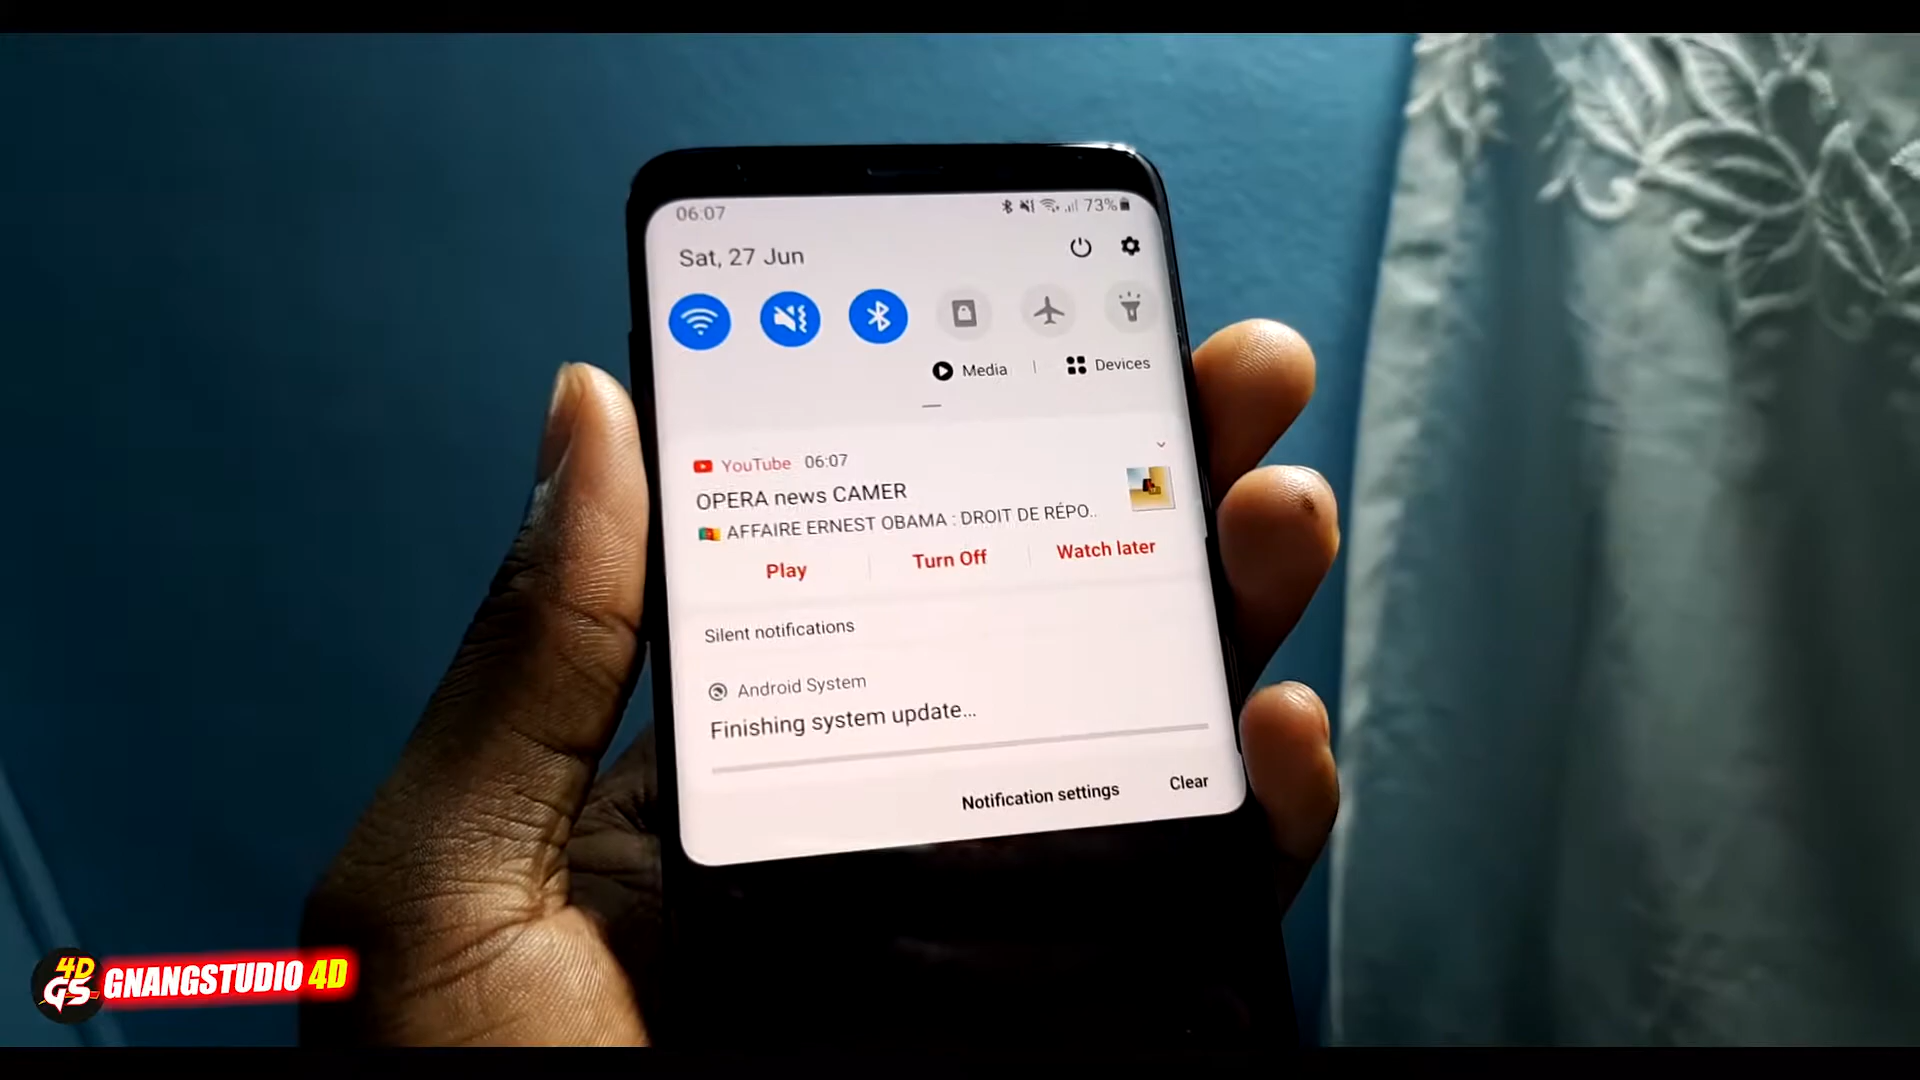 06:07
73%
Sat, 27 Jun
Media
Devices
YouTube 06:07
OPERA news CAMER
AFFAIRE ERNEST OBAMA : DROIT DE RÉPO..
Play
Turn Off
Watch later
Silent notifications
Android System
Finishing system update...
Notification settings
Clear
4D
GS
GNANGSTUDIO 4D